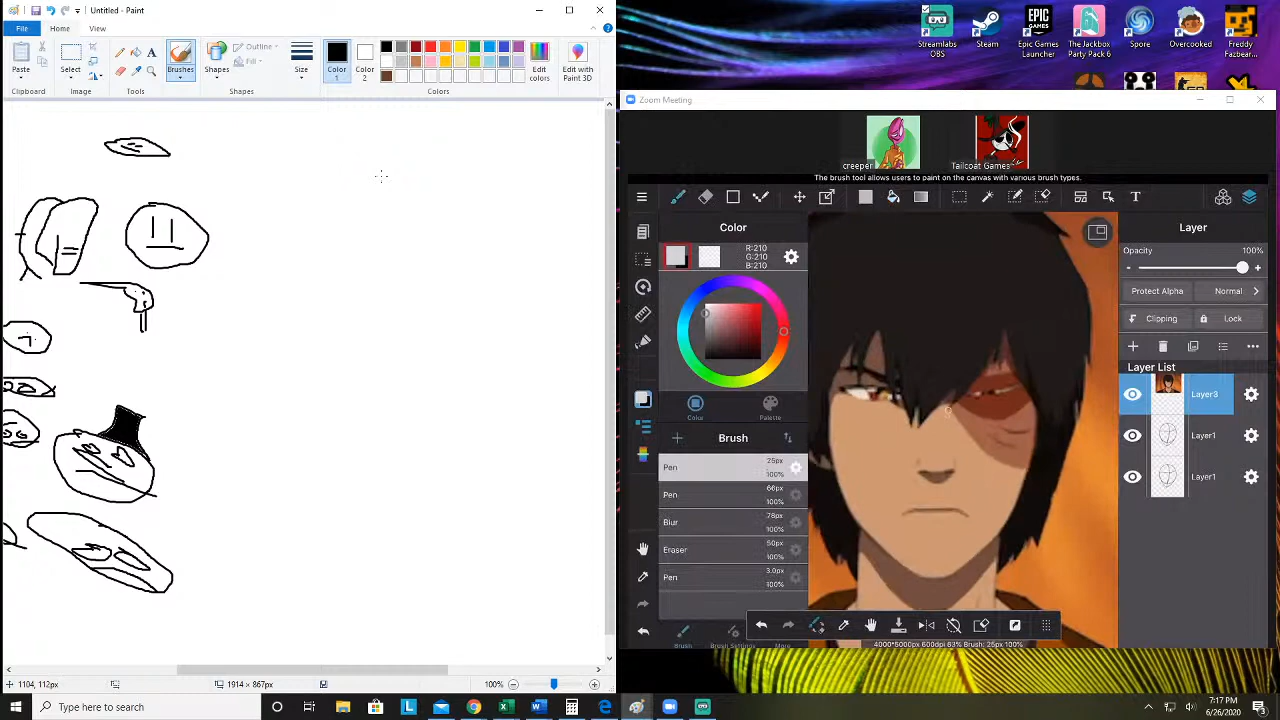 Untitled - Paint
File
Home
View
Paste
Select
Brushes
Shapes
Outline
Fill
Size
Color 1
Color 2
Edit colors
Edit with Paint 3D
Clipboard
Image
Tools
Shapes
Colors
1104, 112px
1914 × 867px
100%
Streamlabs OBS
Steam
Epic Games Launcher
The Jackbox Party Pack 6
Spore
Overcooked
Freddy Fazbear...
Zoom Meeting
creeper
Tailcoat Games
The brush tool allows users to paint on the canvas with various brush types.
Color
R:210
G:210
B:210
Color
Palette
Brush
Pen 25px 100%
Pen 66px 100%
Blur 78px 100%
Eraser 50px 100%
Pen 3.0px 100%
Brush
Brush Settings
More
4000*5000px 600dpi 63% Brush: 25px 100%
Layer
Opacity 100%
Protect Alpha
Normal
Clipping
Lock
Layer List
Layer3
Layer1
Layer1
Type here to search
7:17 PM
6/26/2020